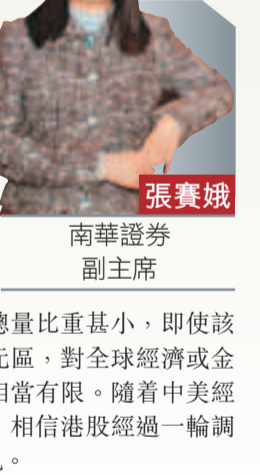 張賽娥
南華證券
副主席
總量比重甚小，即使該
元區，對全球經濟或金
相當有限。隨着中美經
相信港股經過一輪調
。